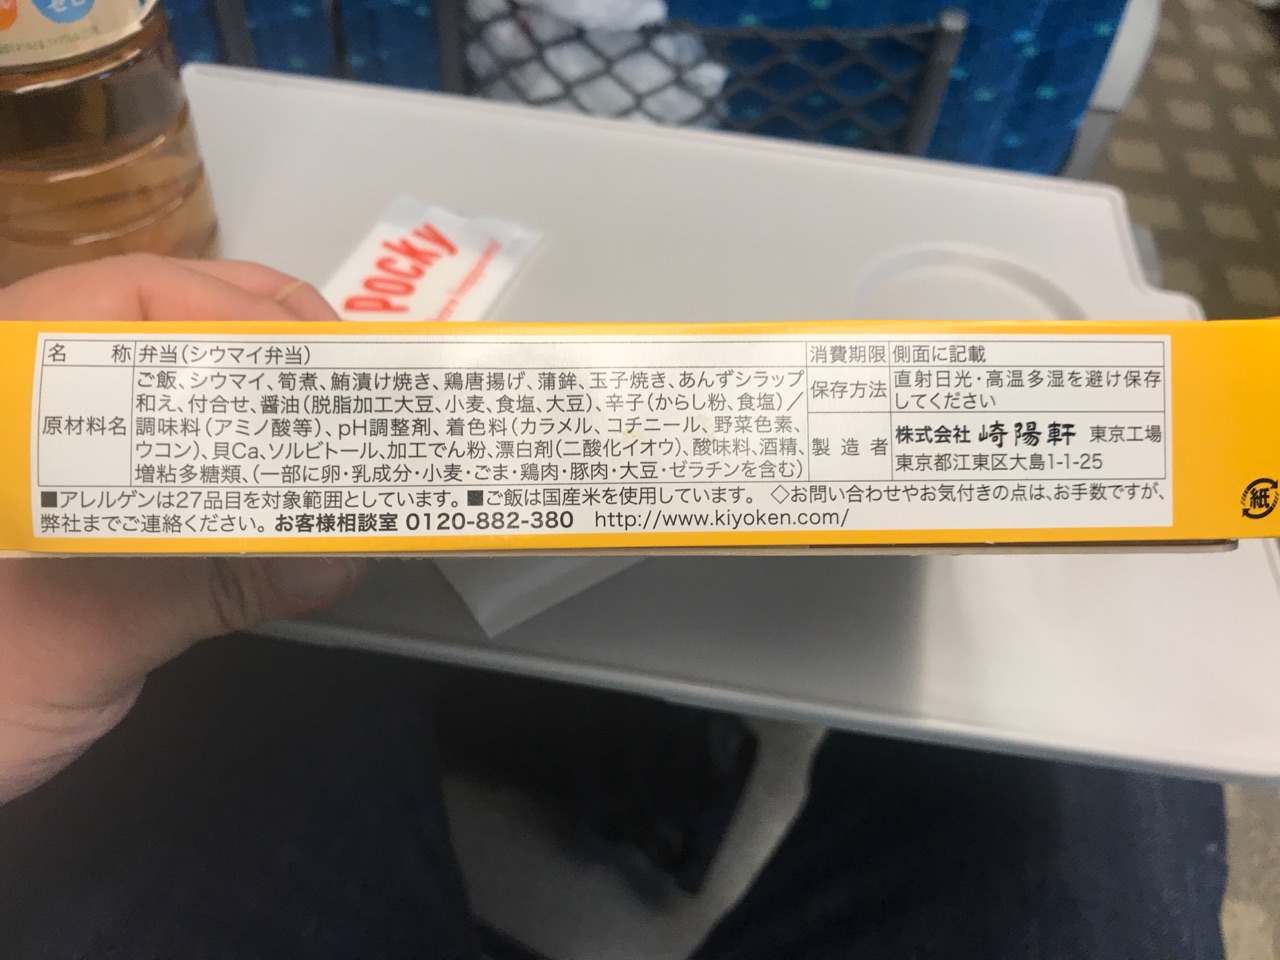 ゼロ
Pocky
名 称 弁当(シウマイ弁当)
原材料名
ご飯、シウマイ、筍煮、鮪漬け焼き、鶏唐揚げ、蒲鉾、玉子焼き、あんずシラップ
和え、付合せ、醤油(脱脂加工大豆、小麦、食塩、大豆)、辛子(からし粉、食塩)/
調味料(アミノ酸等)、pH調整剤、着色料(カラメル、コチニール、野菜色素、
ウコン)、貝Ca、ソルビトール、加工でん粉、漂白剤(二酸化イオウ)、酸味料、酒精、
増粘多糖類、(一部に卵・乳成分・小麦・ごま・鶏肉・豚肉・大豆・ゼラチンを含む)
消費期限 側面に記載
保存方法 直射日光・高温多湿を避け保存
してください
製造者 株式会社 崎陽軒 東京工場
東京都江東区大島1-1-25
■アレルゲンは27品目を対象範囲としています。■ご飯は国産米を使用しています。 ◇お問い合わせやお気付きの点は、お手数ですが、
弊社までご連絡ください。お客様相談室 0120-882-380 http://www.kiyoken.com/
紙